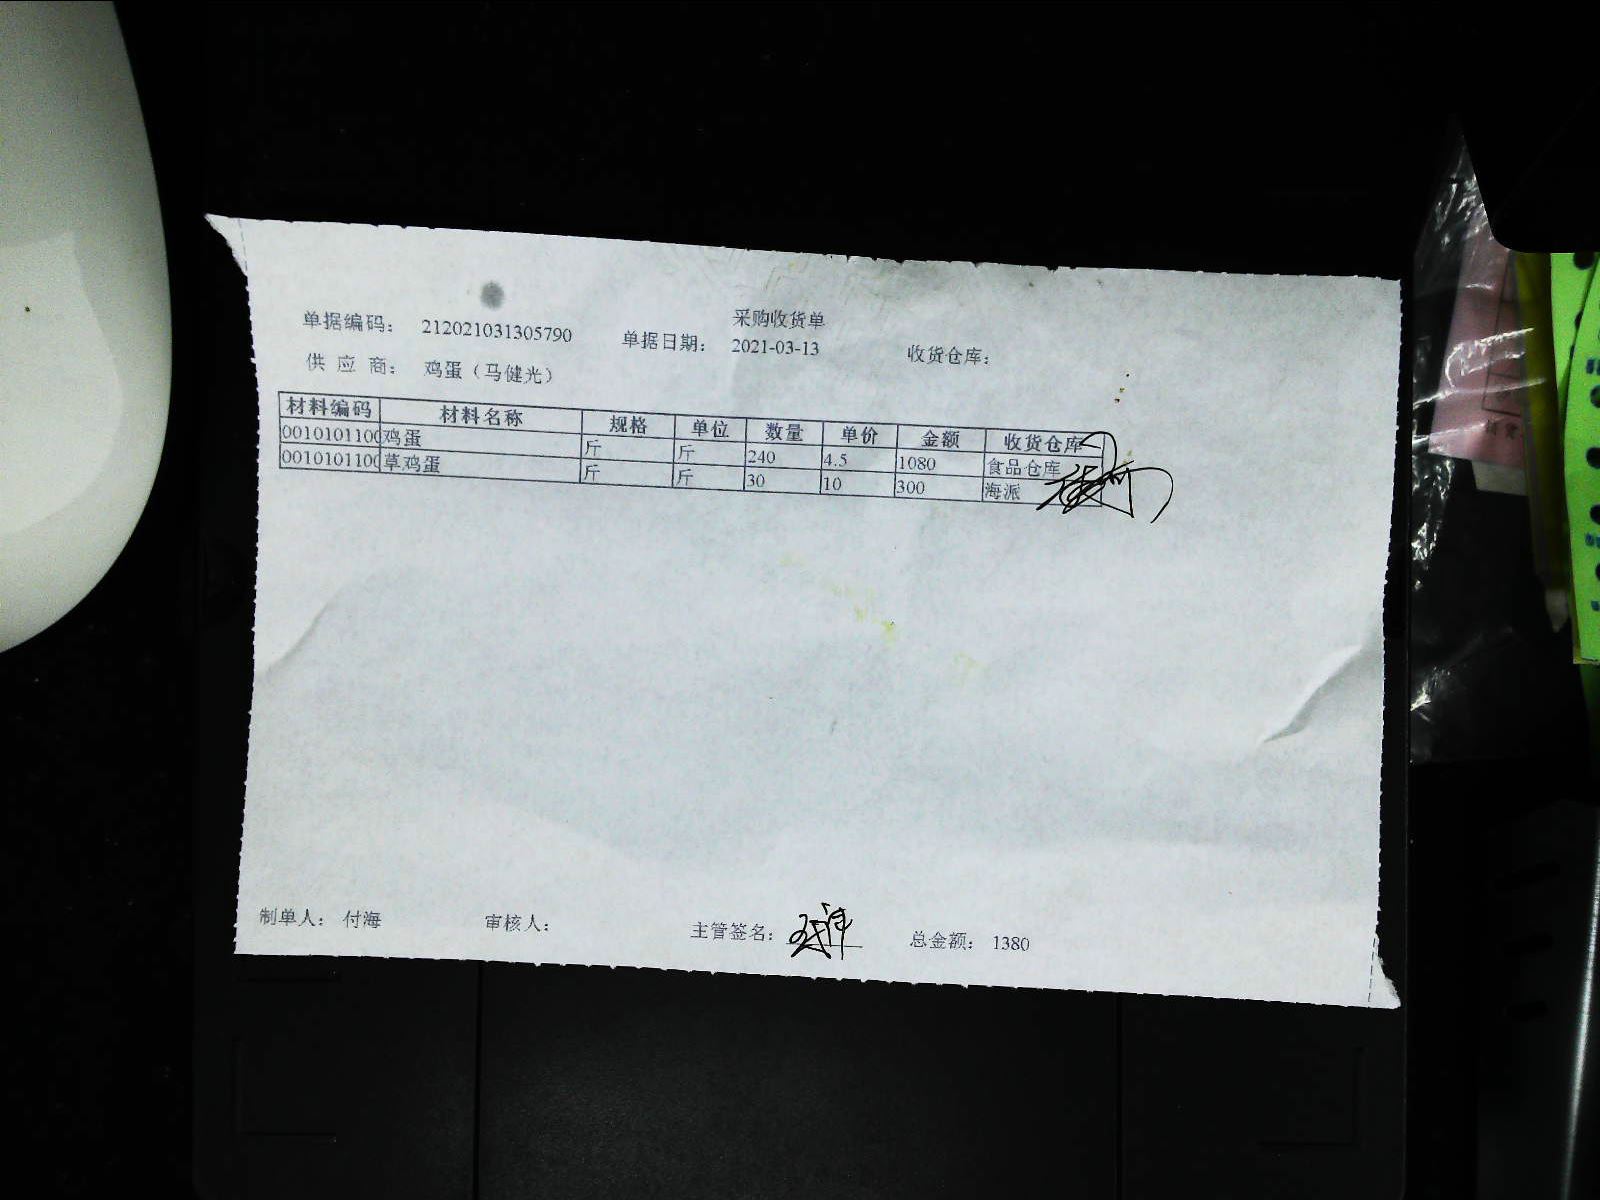 采购收货单
单据编码： 212021031305790 单据日期： 2021-03-13 收货仓库：
供 应 商： 鸡蛋（马健光）
材料编码 材料名称 规格 单位 数量 单价 金额 收货仓库
0010101100 鸡蛋 斤 斤 240 4.5 1080 食品仓库
0010101100 草鸡蛋 斤 斤 30 10 300 海派
制单人： 付海 审核人： 主管签名： 总金额： 1380